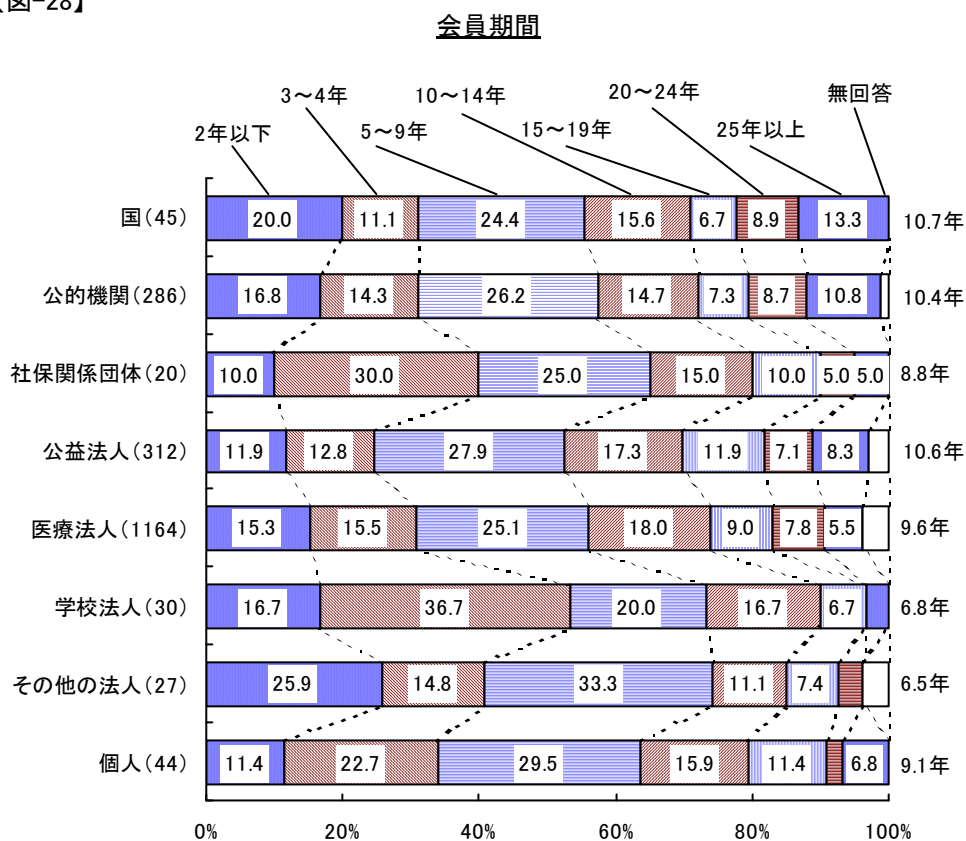 【図-28】
会員期間
3～4年 10～14年 20～24年 無回答
2年以下 5～9年 15～19年 25年以上
国(45) 20.0 11.1 24.4 15.6 6.7 8.9 13.3 10.7年
公的機関(286) 16.8 14.3 26.2 14.7 7.3 8.7 10.8 10.4年
社保関係団体(20) 10.0 30.0 25.0 15.0 10.0 5.0 5.0 8.8年
公益法人(312) 11.9 12.8 27.9 17.3 11.9 7.1 8.3 10.6年
医療法人(1164) 15.3 15.5 25.1 18.0 9.0 7.8 5.5 9.6年
学校法人(30) 16.7 36.7 20.0 16.7 6.7 6.8年
その他の法人(27) 25.9 14.8 33.3 11.1 7.4 6.5年
個人(44) 11.4 22.7 29.5 15.9 11.4 6.8 9.1年
0% 20% 40% 60% 80% 100%